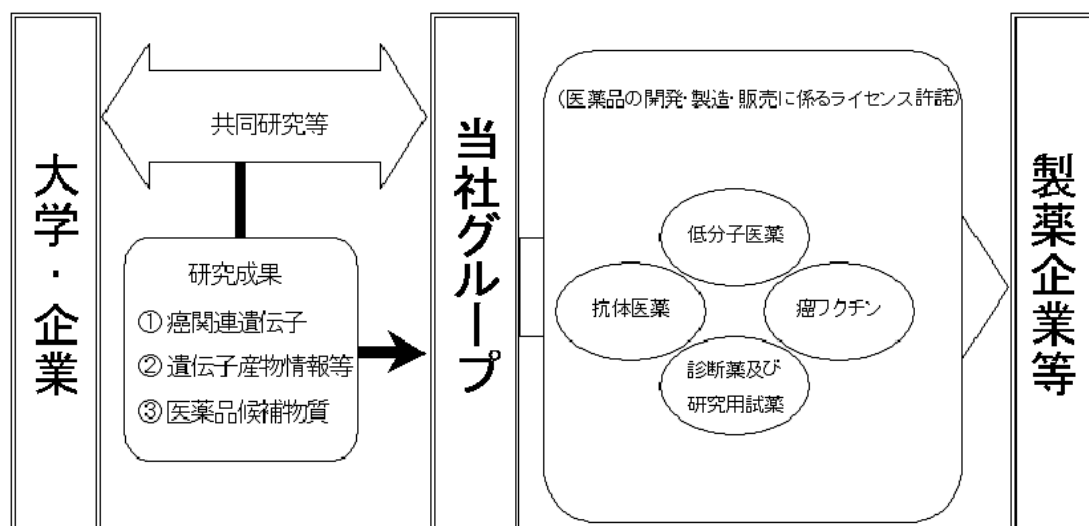 大学・企業
共同研究等
研究成果
① 癌関連遺伝子
② 遺伝子産物情報等
③ 医薬品候補物質
当社グループ
(医薬品の開発・製造・販売に係るライセンス許諾)
低分子医薬
抗体医薬
癌ワクチン
診断薬及び
研究用試薬
製薬企業等